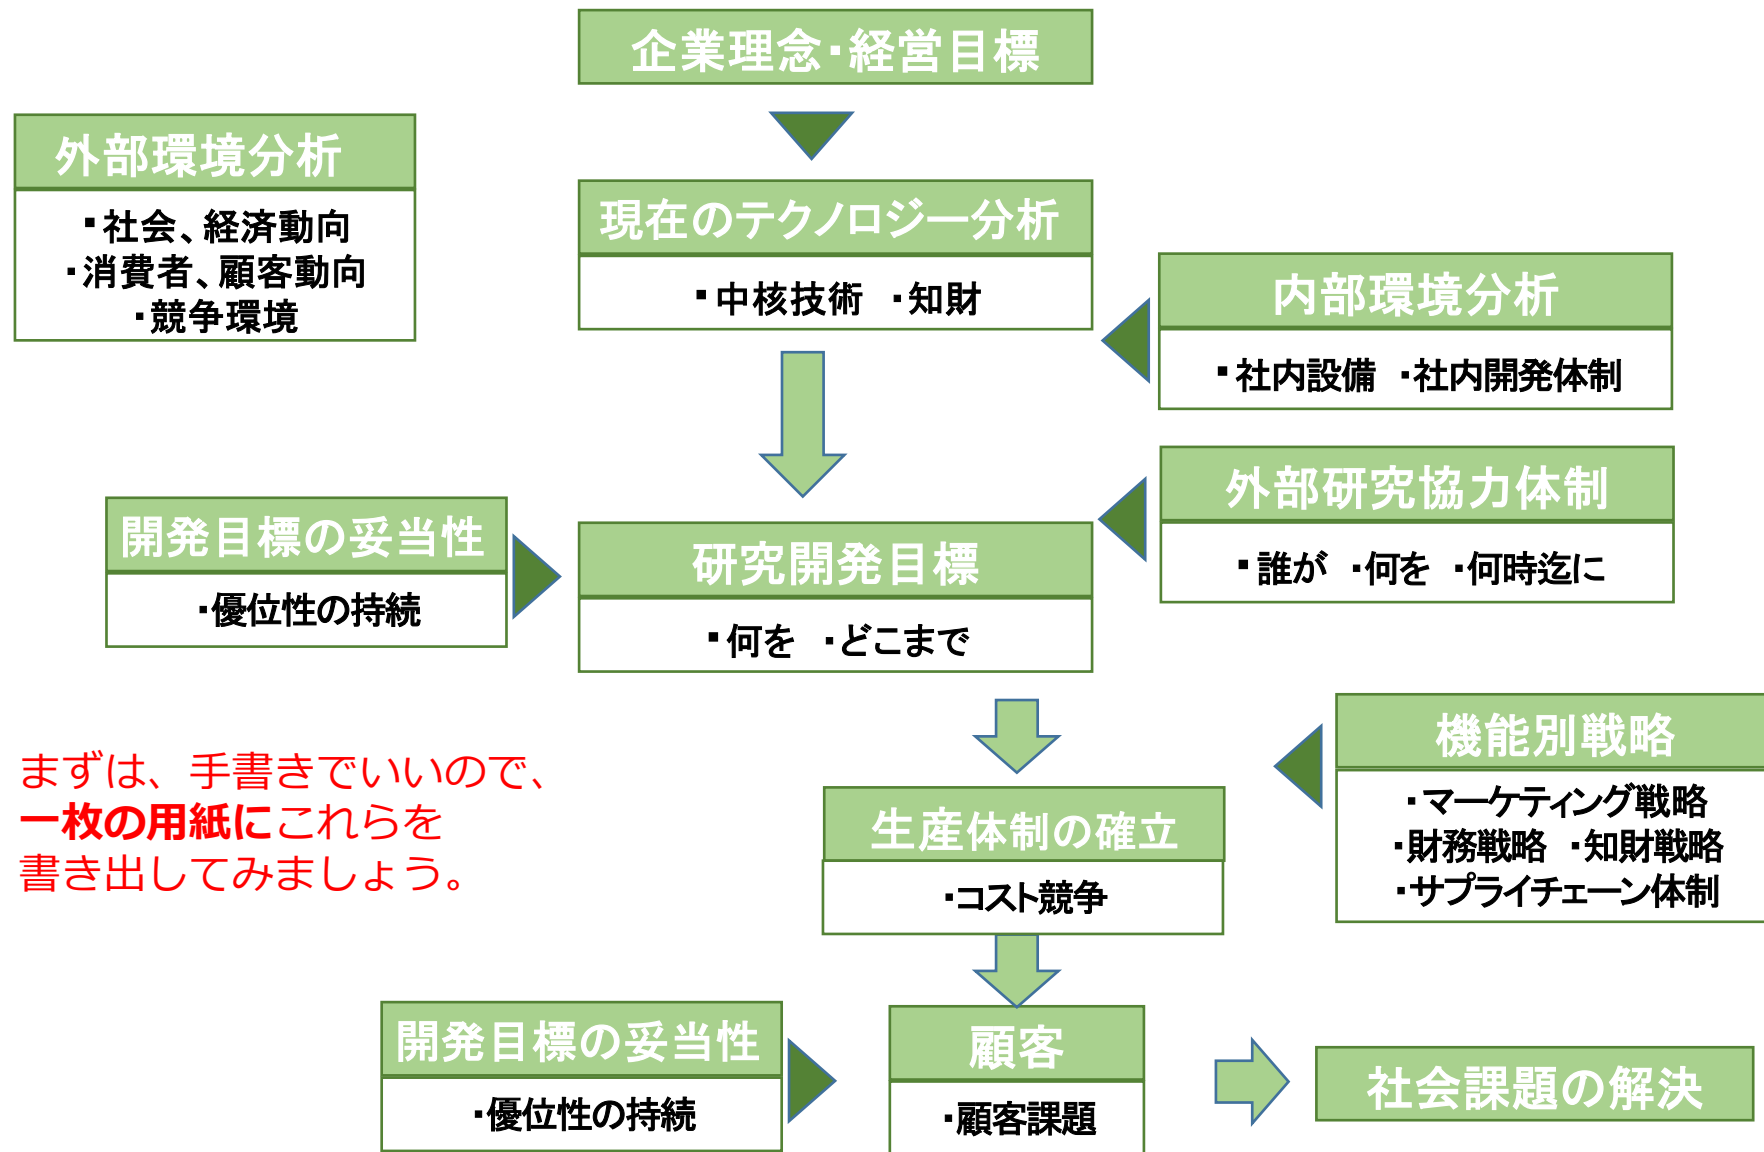 企業理念・経営目標
外部環境分析
・社会、経済動向
・消費者、顧客動向
・競争環境
現在のテクノロジー分析
・中核技術　・知財
内部環境分析
・社内設備　・社内開発体制
外部研究協力体制
・誰が　・何を　・何時迄に
開発目標の妥当性
・優位性の持続
研究開発目標
・何を　・どこまで
まずは、手書きでいいので、
一枚の用紙にこれらを
書き出してみましょう。
機能別戦略
・マーケティング戦略
・財務戦略　・知財戦略
・サプライチェーン体制
生産体制の確立
・コスト競争
開発目標の妥当性
・優位性の持続
顧客
・顧客課題
社会課題の解決